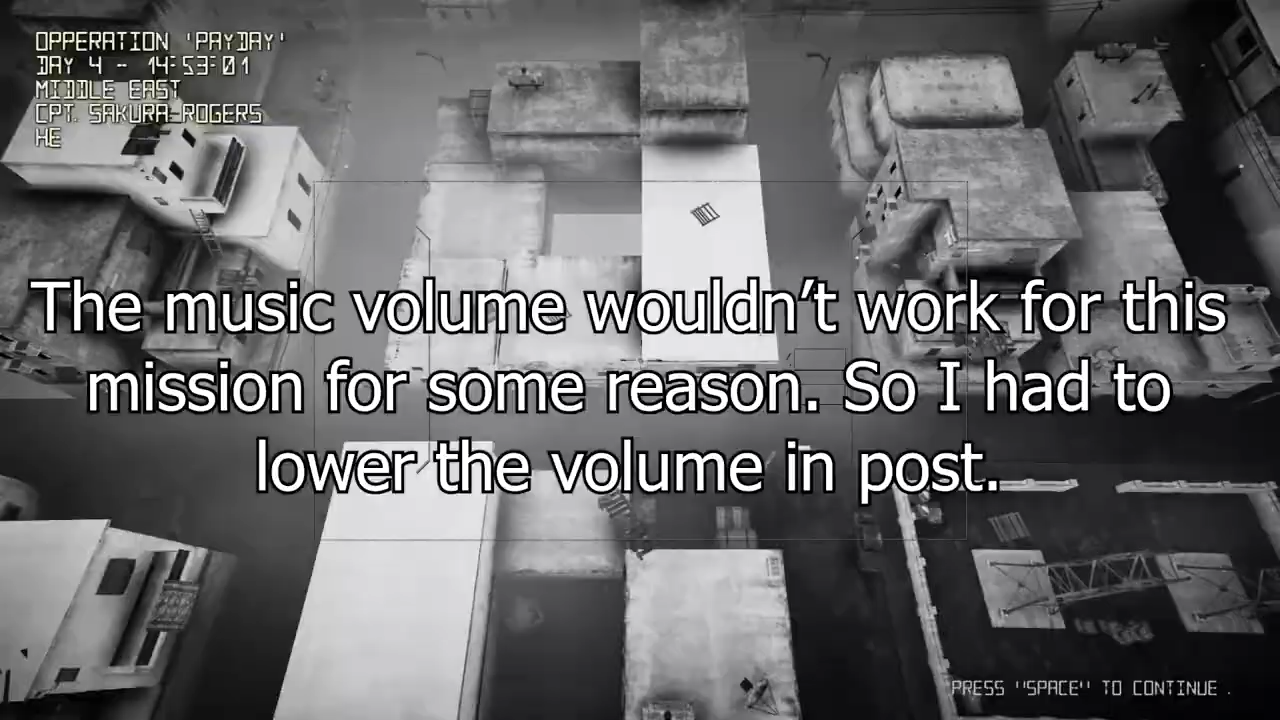 OPPERATION 'PAYDAY'
DAY 4 - 14:53:01
MIDDLE EAST
CPT. SAKURA-ROGERS
HE
The music volume wouldn’t work for this
mission for some reason. So I had to
lower the volume in post.
PRESS ''SPACE'' TO CONTINUE .